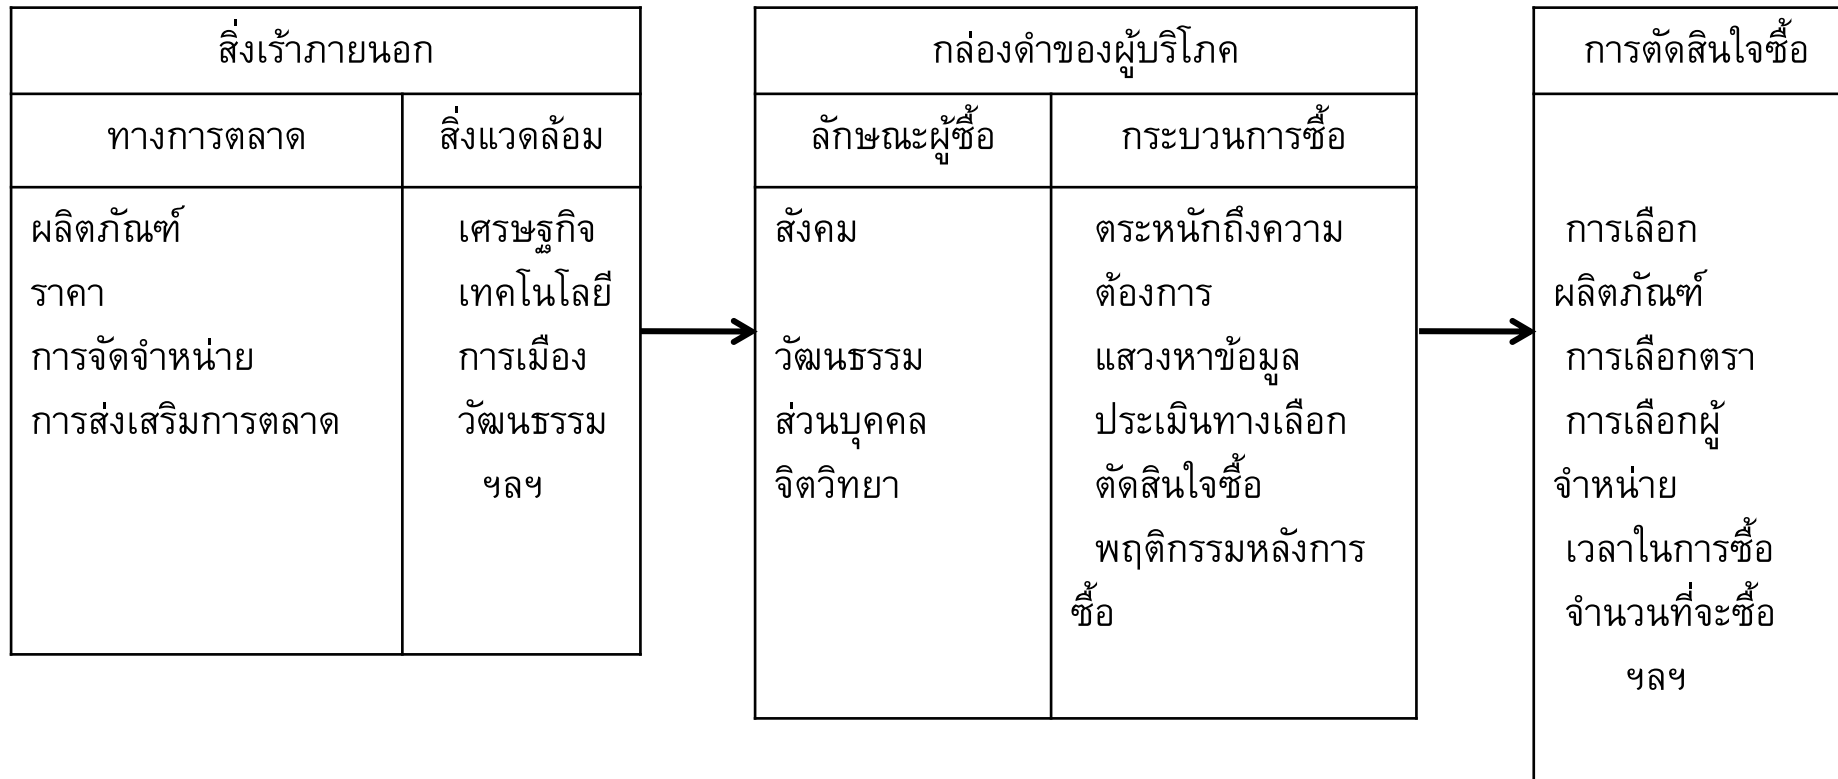 สิ่งเร้าภายนอก
ทางการตลาด
สิ่งแวดล้อม
ผลิตภัณฑ์
ราคา
การจัดจำหน่าย
การส่งเสริมการตลาด
เศรษฐกิจ
เทคโนโลยี
การเมือง
วัฒนธรรม
ฯลฯ
กล่องดำของผู้บริโภค
ลักษณะผู้ซื้อ
กระบวนการซื้อ
สังคม
วัฒนธรรม
ส่วนบุคคล
จิตวิทยา
ตระหนักถึงความ
ต้องการ
แสวงหาข้อมูล
ประเมินทางเลือก
ตัดสินใจซื้อ
พฤติกรรมหลังการ
ซื้อ
การตัดสินใจซื้อ
การเลือก
ผลิตภัณฑ์
การเลือกตรา
การเลือกผู้
จำหน่าย
เวลาในการซื้อ
จำนวนที่จะซื้อ
ฯลฯ